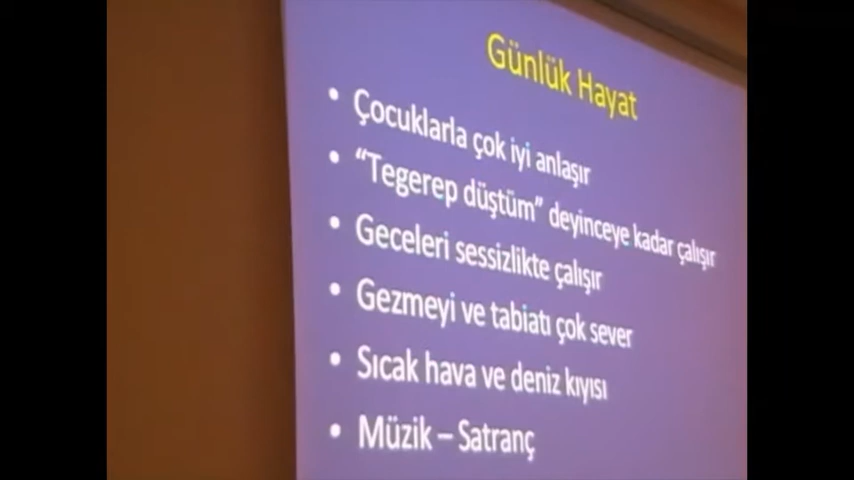 Günlük Hayat
• Çocuklarla çok iyi anlaşır
• “Tegerep düştüm” deyinceye kadar çalışır
• Geceleri sessizlikte çalışır
• Gezmeyi ve tabiatı çok sever
• Sıcak hava ve deniz kıyısı
• Müzik – Satranç